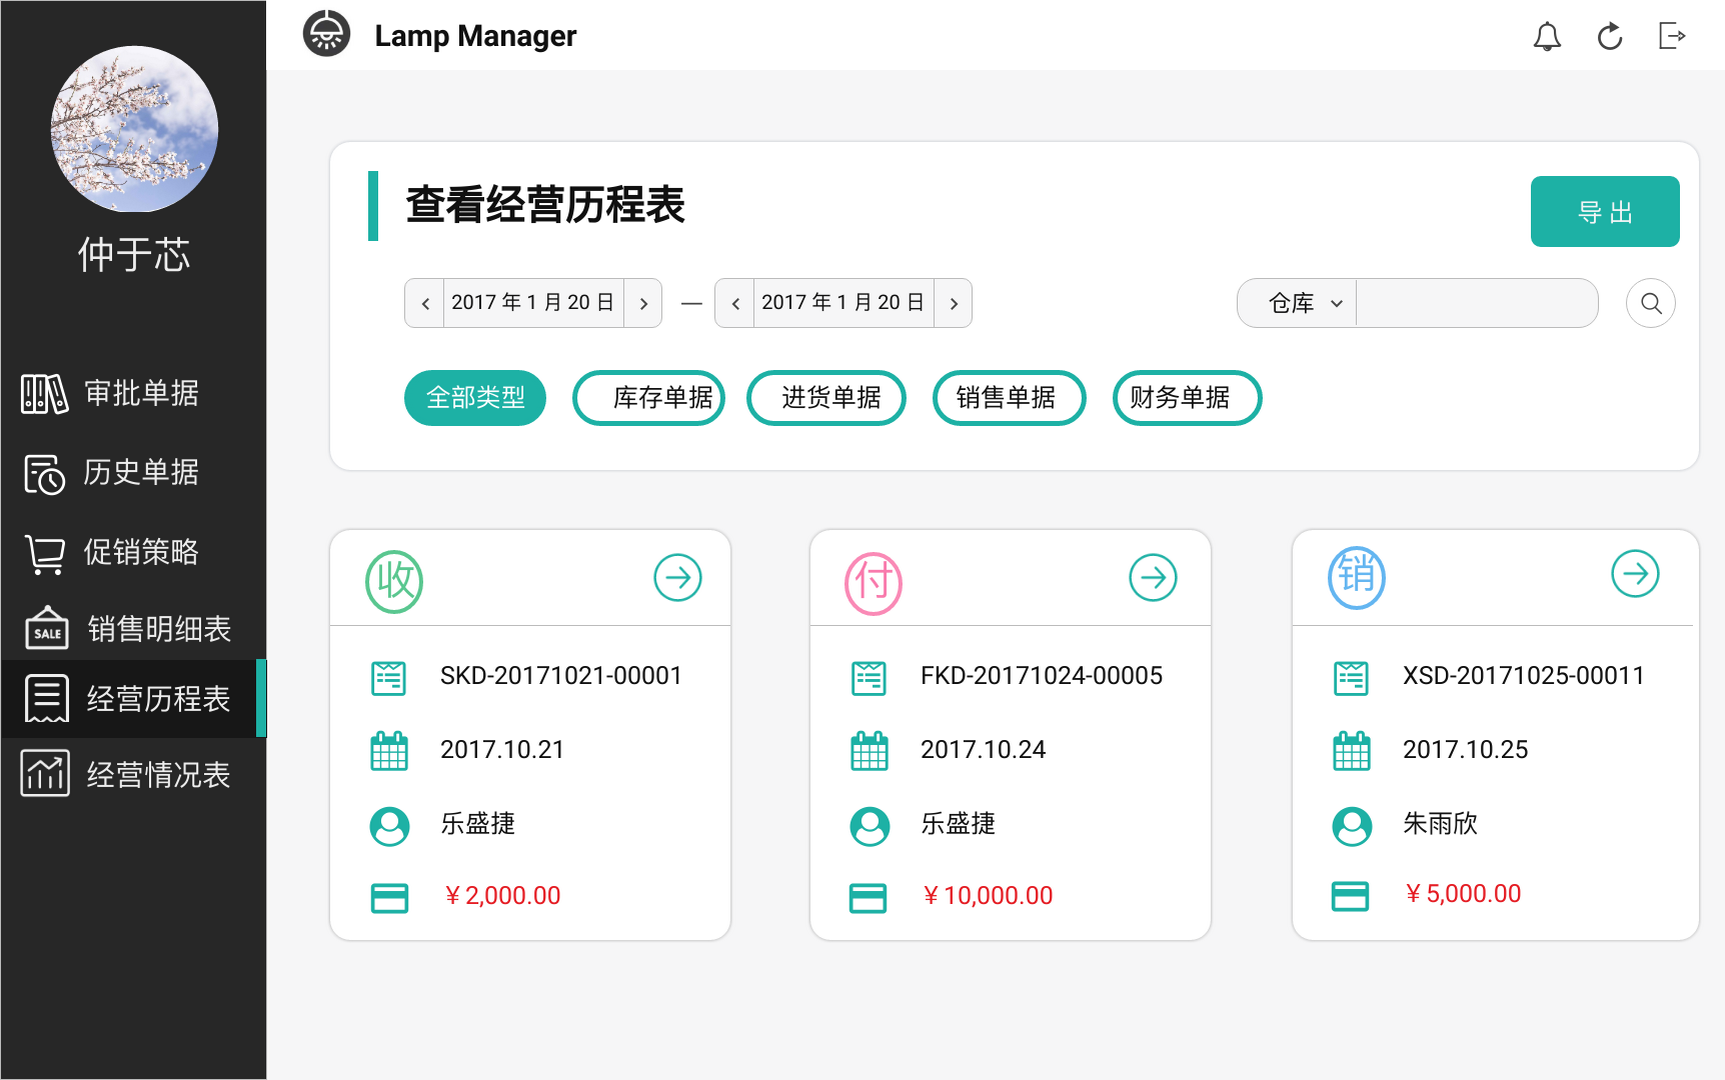 Lamp Manager
仲于芯
审批单据
历史单据
促销策略
SALE
销售明细表
经营历程表
经营情况表
查看经营历程表
导出
2017 年 1 月 20 日 — 2017 年 1 月 20 日
仓库
全部类型 库存单据 进货单据 销售单据 财务单据
收
SKD-20171021-00001
2017.10.21
乐盛捷
¥ 2,000.00
付
FKD-20171024-00005
2017.10.24
乐盛捷
¥ 10,000.00
销
XSD-20171025-00011
2017.10.25
朱雨欣
¥ 5,000.00